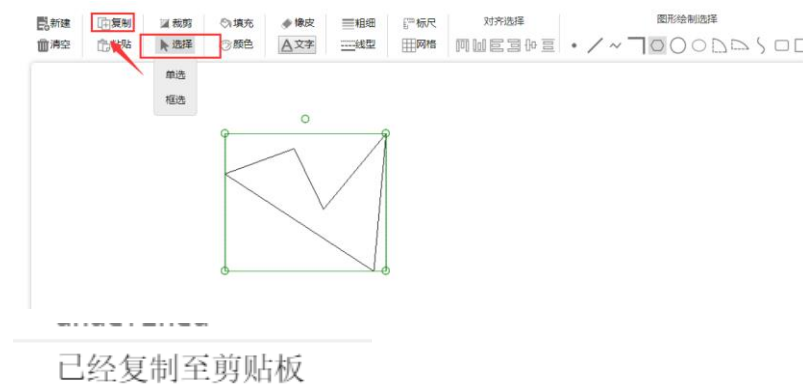 新建 复制 裁剪 填充 橡皮 粗细 标尺 对齐选择 图形绘制选择
清空 粘贴 选择 颜色 文字 线型 网格
单选
框选
已经复制至剪贴板